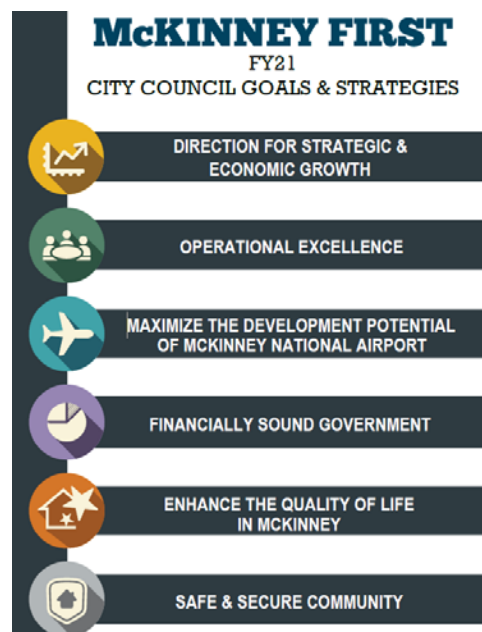 McKINNEY FIRST
FY21
CITY COUNCIL GOALS & STRATEGIES
DIRECTION FOR STRATEGIC &
ECONOMIC GROWTH
OPERATIONAL EXCELLENCE
MAXIMIZE THE DEVELOPMENT POTENTIAL
OF MCKINNEY NATIONAL AIRPORT
FINANCIALLY SOUND GOVERNMENT
ENHANCE THE QUALITY OF LIFE
IN MCKINNEY
SAFE & SECURE COMMUNITY